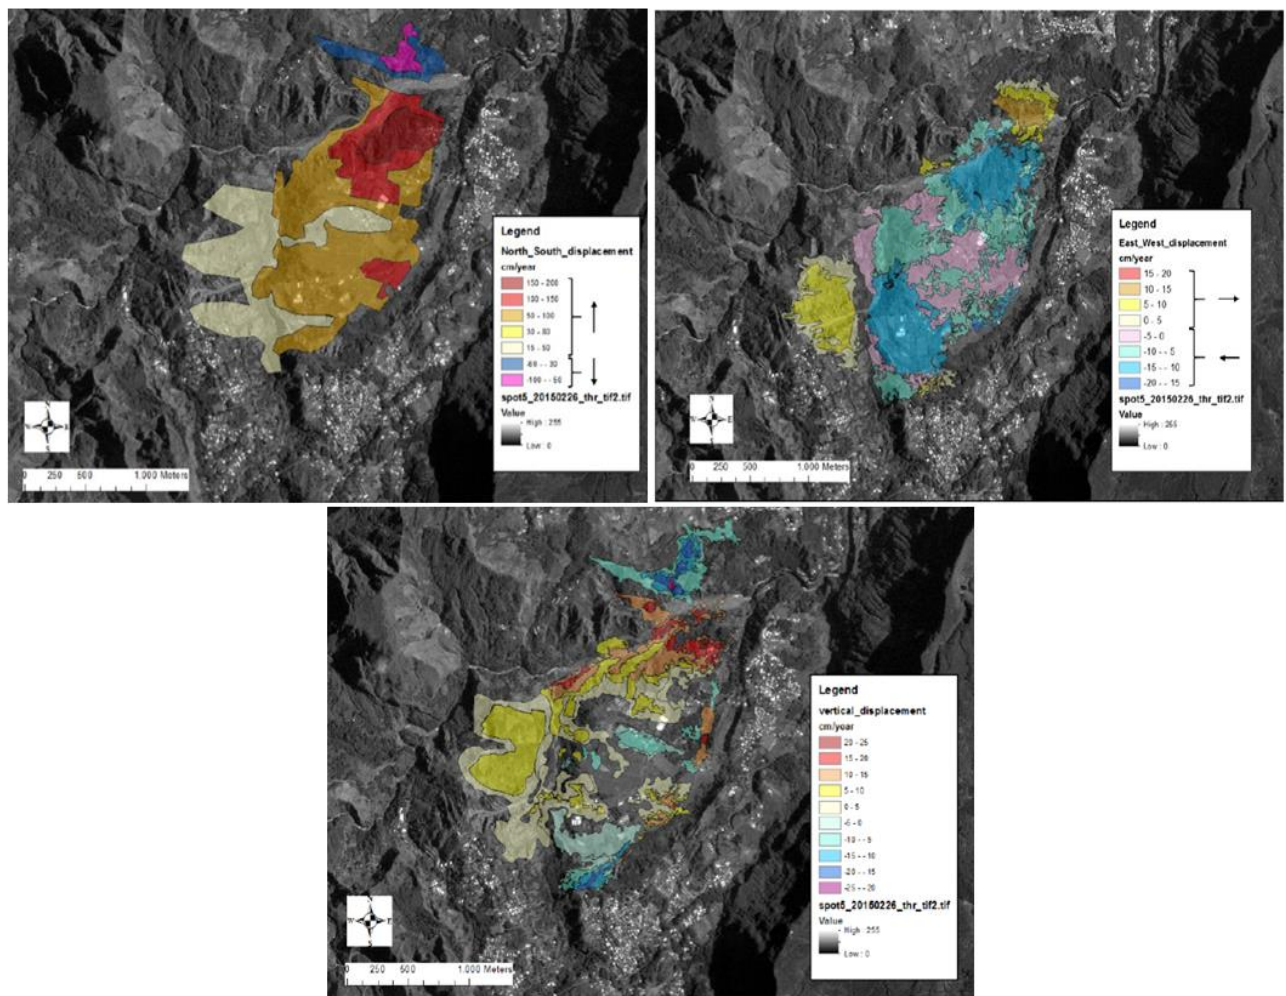 Legend
North_South_displacement
cm/year
150 - 200
100 - 150
50 - 100
30 - 50
-100 - -50
spot5_20150226_thr_tif2.tif
Value
High : 255
Low : 0
N
W E
S
0 250 500 1.000 Meters
Legend
East_West_displacement
cm/year
15 - 20
10 - 15
5 - 10
0 - 5
-5 - 0
-10 - -5
-15 - -10
-20 - -15
spot5_20150226_thr_tif2.tif
Value
High : 255
Low : 0
N
W E
S
0 250 500 1.000 Meters
Legend
vertical_displacement
cm/year
20 - 25
15 - 20
10 - 15
5 - 10
0 - 5
-5 - 0
-10 - -5
-15 - -10
-20 - -15
-25 - -20
spot5_20150226_thr_tif2.tif
Value
High : 255
Low : 0
N
W E
S
0 250 500 1.000 Meters